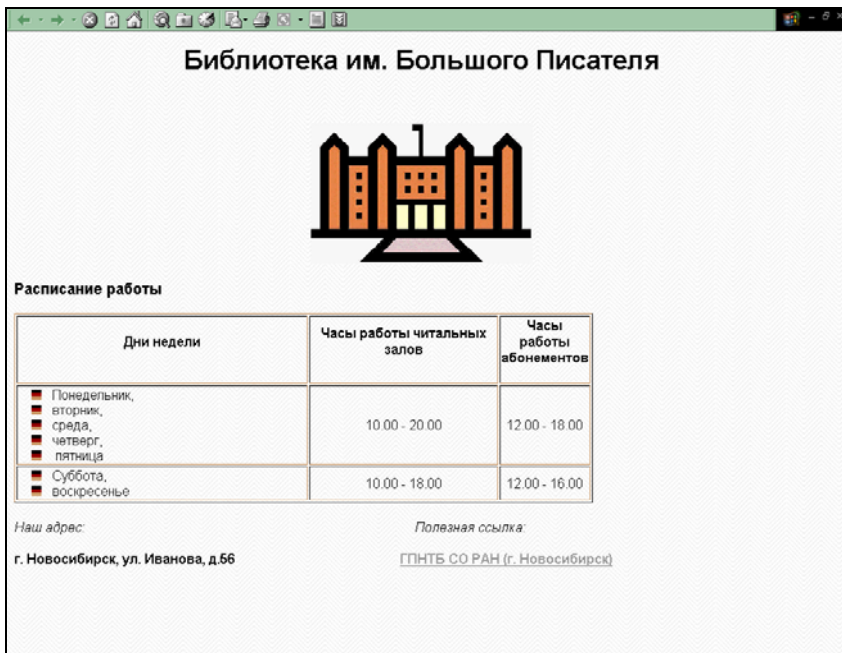 Библиотека им. Большого Писателя
Расписание работы
Дни недели
Часы работы читальных
залов
Часы
работы
абонементов
Понедельник,
вторник,
среда,
четверг,
пятница
10.00 - 20.00
12.00 - 18.00
Суббота,
воскресенье
10.00 - 18.00
12.00 - 16.00
Наш адрес:
Полезная ссылка:
г. Новосибирск, ул. Иванова, д.56
ГПНТБ СО РАН (г. Новосибирск)